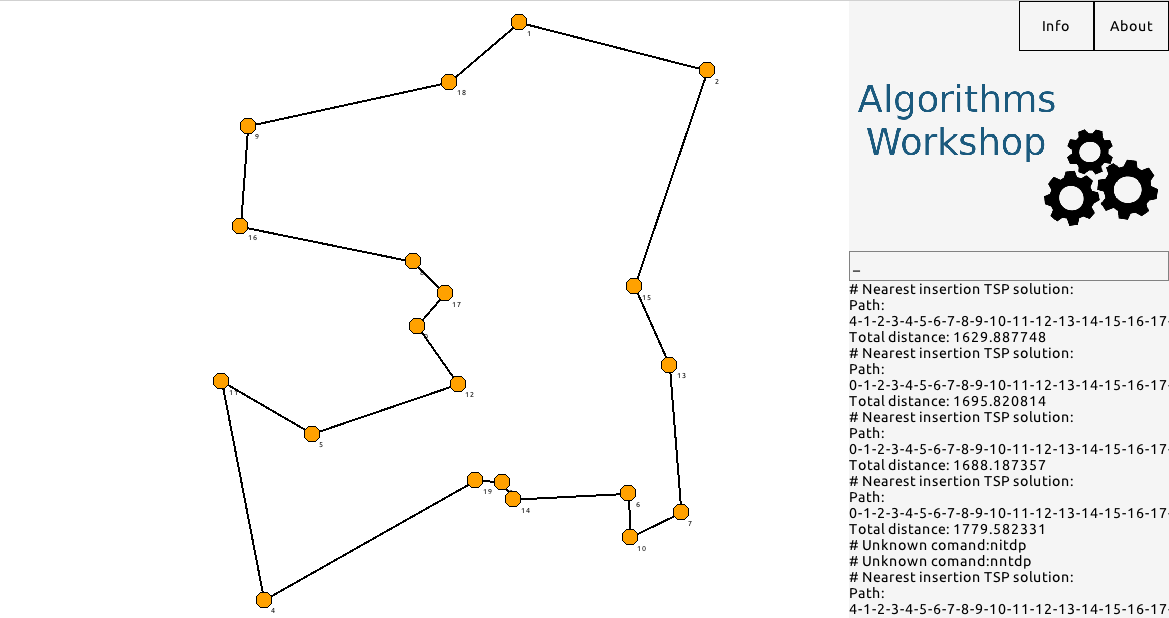 Info
About
Algorithms
Workshop
_
# Nearest insertion TSP solution:
Path:
4-1-2-3-4-5-6-7-8-9-10-11-12-13-14-15-16-17-
Total distance: 1629.887748
# Nearest insertion TSP solution:
Path:
0-1-2-3-4-5-6-7-8-9-10-11-12-13-14-15-16-17-
Total distance: 1695.820814
# Nearest insertion TSP solution:
Path:
0-1-2-3-4-5-6-7-8-9-10-11-12-13-14-15-16-17-
Total distance: 1688.187357
# Nearest insertion TSP solution:
Path:
0-1-2-3-4-5-6-7-8-9-10-11-12-13-14-15-16-17-
Total distance: 1779.582331
# Unknown comand:nitdp
# Unknown comand:nntdp
# Nearest insertion TSP solution:
Path:
4-1-2-3-4-5-6-7-8-9-10-11-12-13-14-15-16-17-
1
2
18
9
16
17
15
13
12
11
5
19
14
6
7
10
4